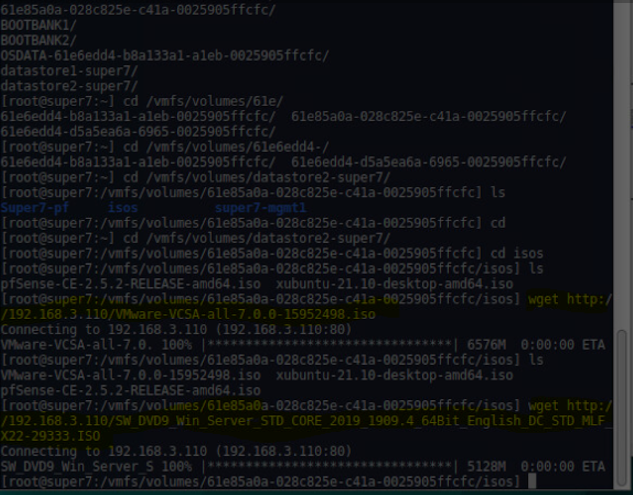 61e85a0a-028c825e-c41a-0025905ffcfc/
BOOTBANK1/
BOOTBANK2/
OSDATA-61e6edd4-b8a133a1-a1eb-0025905ffcfc/
datastore1-super7/
datastore2-super7/
[root@super7:~] cd /vmfs/volumes/61e/
61e6edd4-b8a133a1-a1eb-0025905ffcfc/  61e85a0a-028c825e-c41a-0025905ffcfc/
61e6edd4-d5a5ea6a-6965-0025905ffcfc/
[root@super7:~] cd /vmfs/volumes/61e6edd4-/
61e6edd4-b8a133a1-a1eb-0025905ffcfc/  61e6edd4-d5a5ea6a-6965-0025905ffcfc/
[root@super7:~] cd /vmfs/volumes/datastore2-super7/
[root@super7:/vmfs/volumes/61e85a0a-028c825e-c41a-0025905ffcfc] ls
Super7-pf     isos          super7-mgmt1
[root@super7:/vmfs/volumes/61e85a0a-028c825e-c41a-0025905ffcfc] cd
[root@super7:~] cd /vmfs/volumes/datastore2-super7/
[root@super7:/vmfs/volumes/61e85a0a-028c825e-c41a-0025905ffcfc] cd isos
[root@super7:/vmfs/volumes/61e85a0a-028c825e-c41a-0025905ffcfc/isos] ls
pfSense-CE-2.5.2-RELEASE-amd64.iso  xubuntu-21.10-desktop-amd64.iso
[root@super7:/vmfs/volumes/61e85a0a-028c825e-c41a-0025905ffcfc/isos] wget http:/
/192.168.3.110/VMware-VCSA-all-7.0.0-15952498.iso
Connecting to 192.168.3.110 (192.168.3.110:80)
VMware-VCSA-all-7.0. 100% |********************************| 6576M  0:00:00 ETA
[root@super7:/vmfs/volumes/61e85a0a-028c825e-c41a-0025905ffcfc/isos] ls
VMware-VCSA-all-7.0.0-15952498.iso  xubuntu-21.10-desktop-amd64.iso
pfSense-CE-2.5.2-RELEASE-amd64.iso
[root@super7:/vmfs/volumes/61e85a0a-028c825e-c41a-0025905ffcfc/isos] wget http:/
/192.168.3.110/SW_DVD9_Win_Server_STD_CORE_2019_1909.4_64Bit_English_DC_STD_MLF_
X22-29333.ISO
Connecting to 192.168.3.110 (192.168.3.110:80)
SW_DVD9_Win_Server_S 100% |********************************| 5128M  0:00:00 ETA
[root@super7:/vmfs/volumes/61e85a0a-028c825e-c41a-0025905ffcfc/isos]